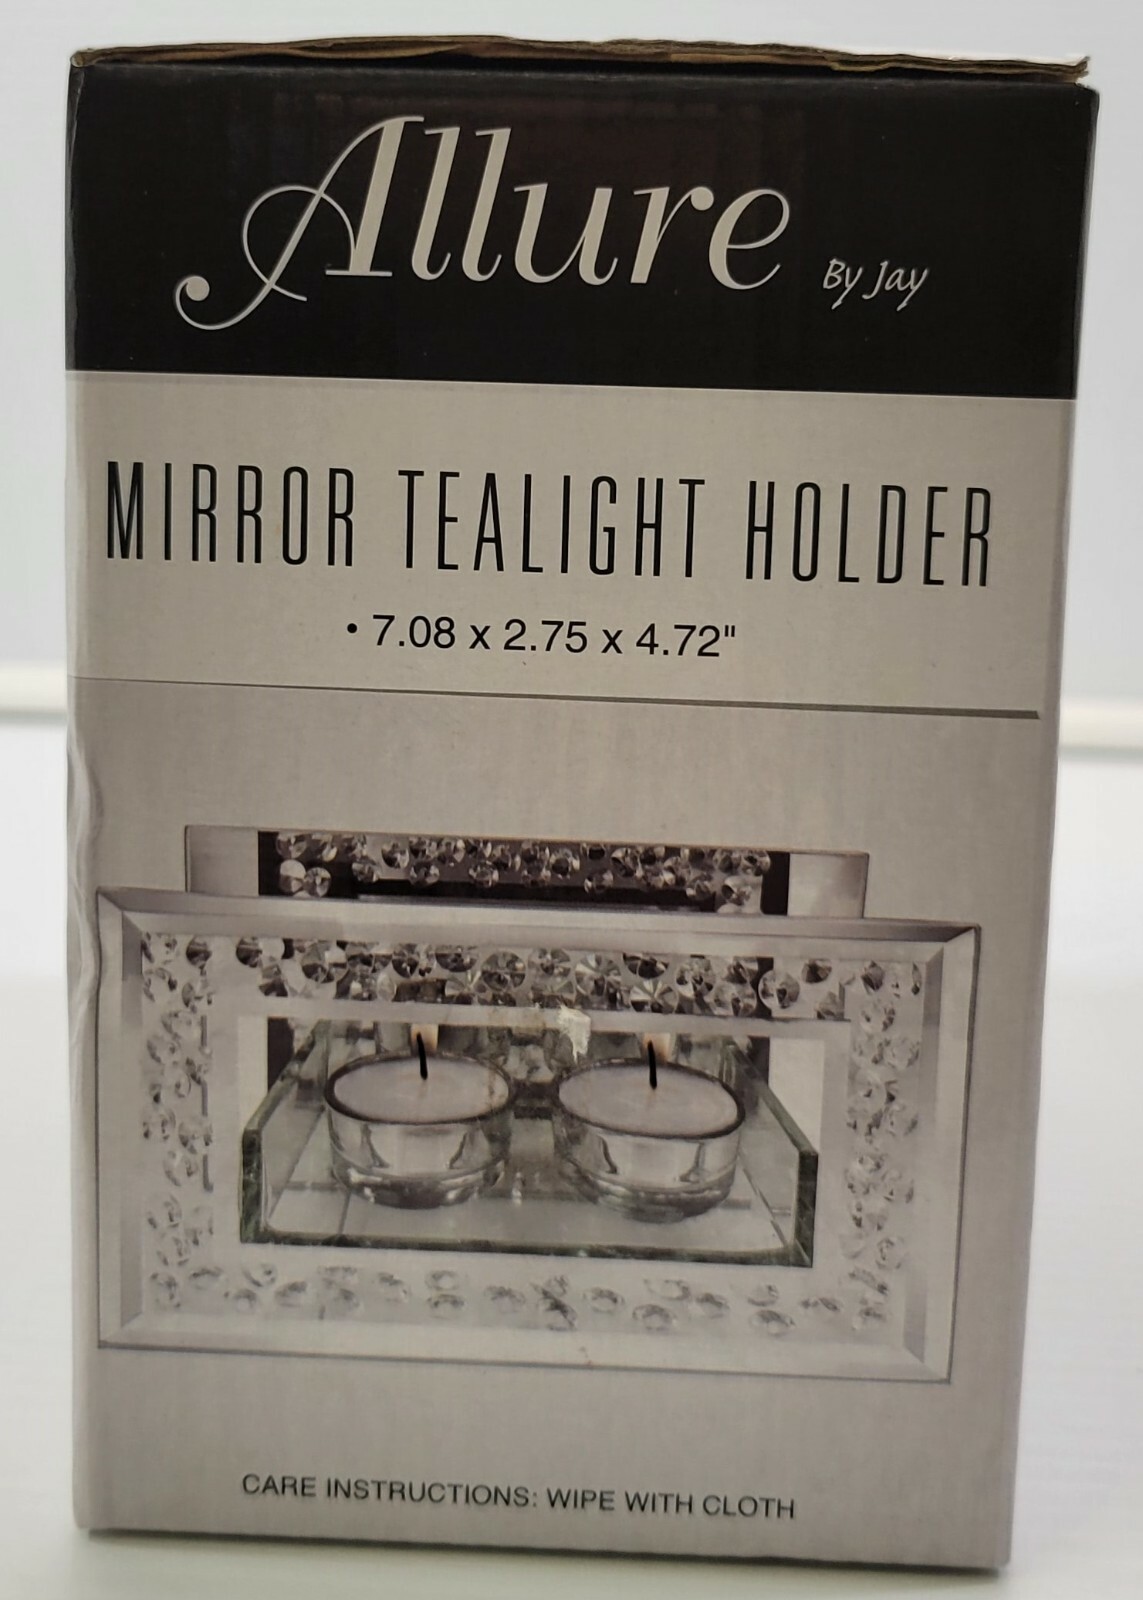 Allure By Jay
MIRROR TEALIGHT HOLDER
• 7.08 x 2.75 x 4.72"
CARE INSTRUCTIONS: WIPE WITH CLOTH